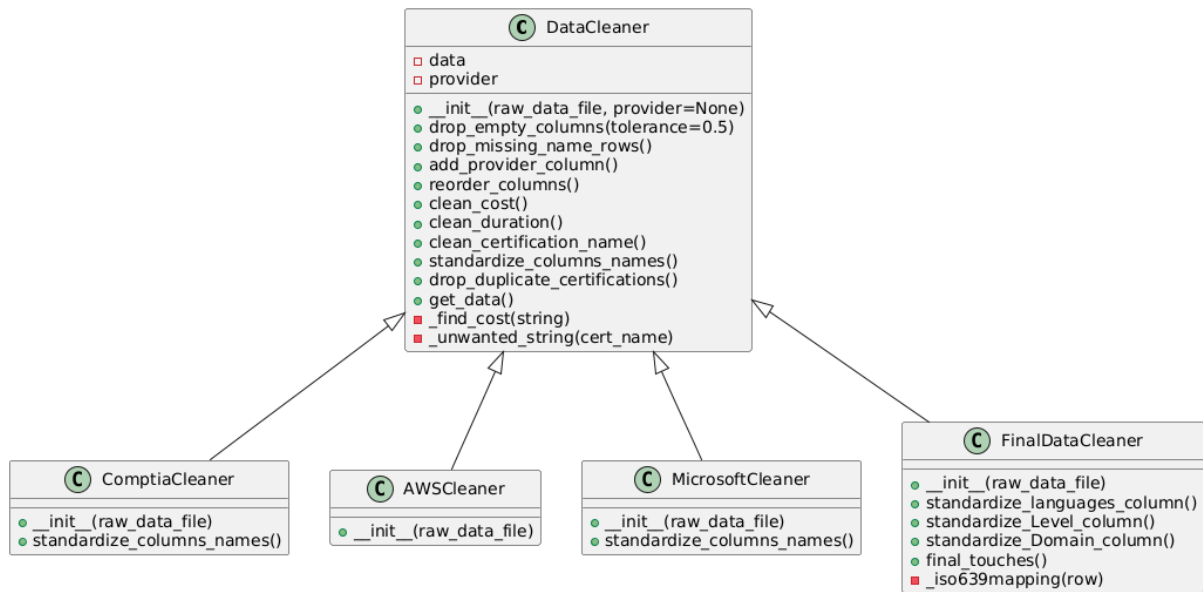 C DataCleaner
data
provider
__init__(raw_data_file, provider=None)
drop_empty_columns(tolerance=0.5)
drop_missing_name_rows()
add_provider_column()
reorder_columns()
clean_cost()
clean_duration()
clean_certification_name()
standardize_columns_names()
drop_duplicate_certifications()
get_data()
_find_cost(string)
_unwanted_string(cert_name)
C ComptiaCleaner
__init__(raw_data_file)
standardize_columns_names()
C AWSCleaner
__init__(raw_data_file)
C MicrosoftCleaner
__init__(raw_data_file)
standardize_columns_names()
C FinalDataCleaner
__init__(raw_data_file)
standardize_languages_column()
standardize_Level_column()
standardize_Domain_column()
final_touches()
_iso639mapping(row)